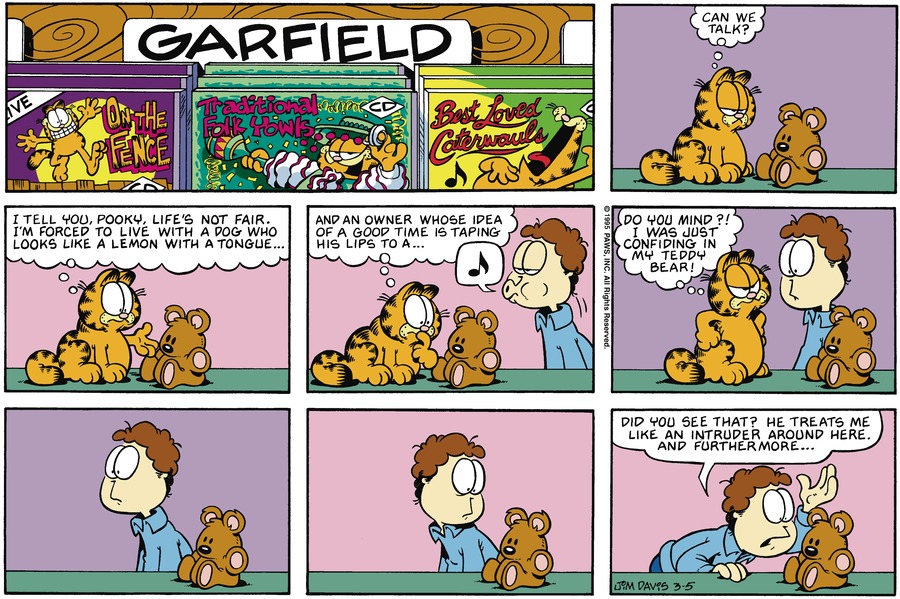 GARFIELD
LIVE
ON THE
FENCE
CD
Traditional
Folk Yowls
CD
Best Loved
Caterwauls
CAN WE
TALK?
I TELL YOU, POOKY, LIFE'S NOT FAIR.
I'M FORCED TO LIVE WITH A DOG WHO
LOOKS LIKE A LEMON WITH A TONGUE...
AND AN OWNER WHOSE IDEA
OF A GOOD TIME IS TAPING
HIS LIPS TO A...
© 1995 PAWS, INC. All Rights Reserved.
DO YOU MIND?!
I WAS JUST
CONFIDING IN
MY TEDDY
BEAR!
DID YOU SEE THAT? HE TREATS ME
LIKE AN INTRUDER AROUND HERE.
AND FURTHERMORE...
JIM DAVIS 3-5